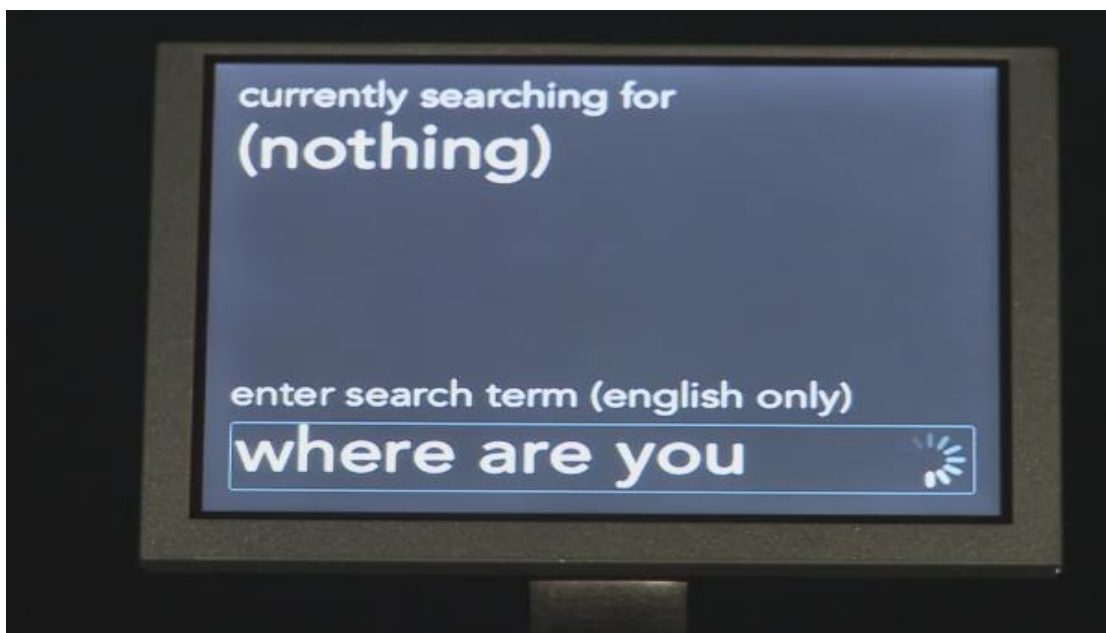 currently searching for
(nothing)
enter search term (english only)
where are you